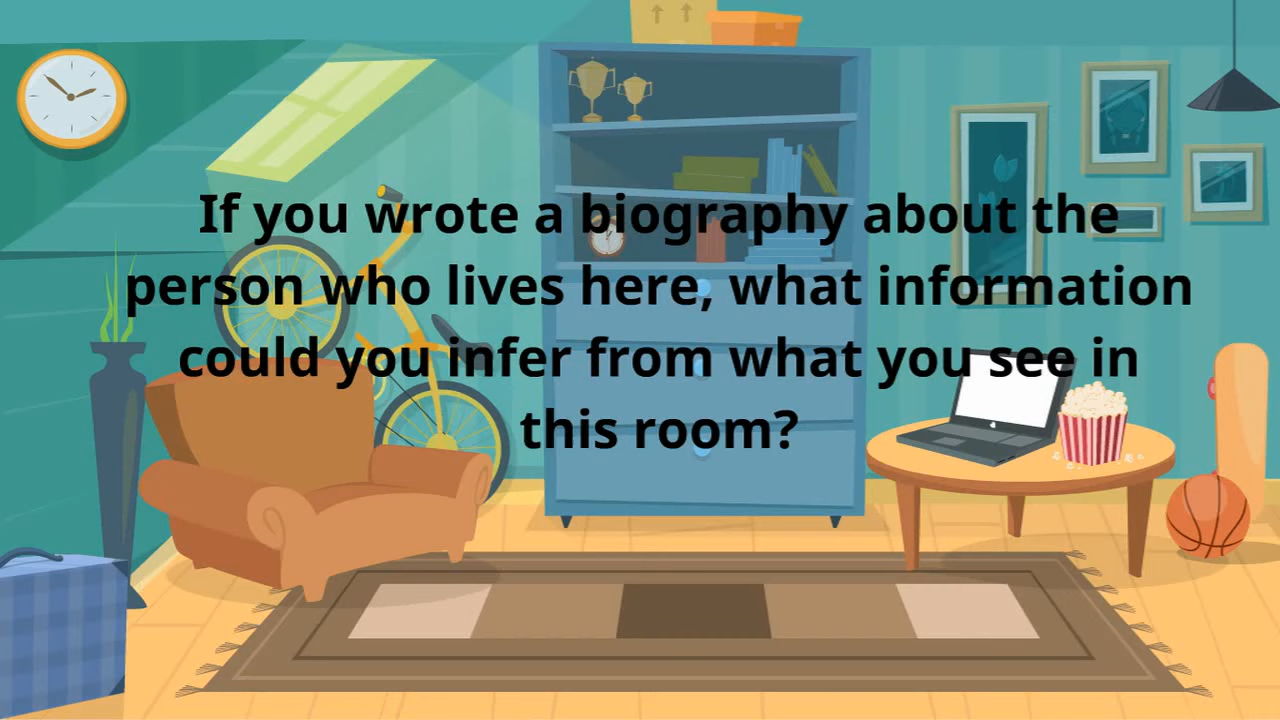 If you wrote a biography about the
person who lives here, what information
could you infer from what you see in
this room?